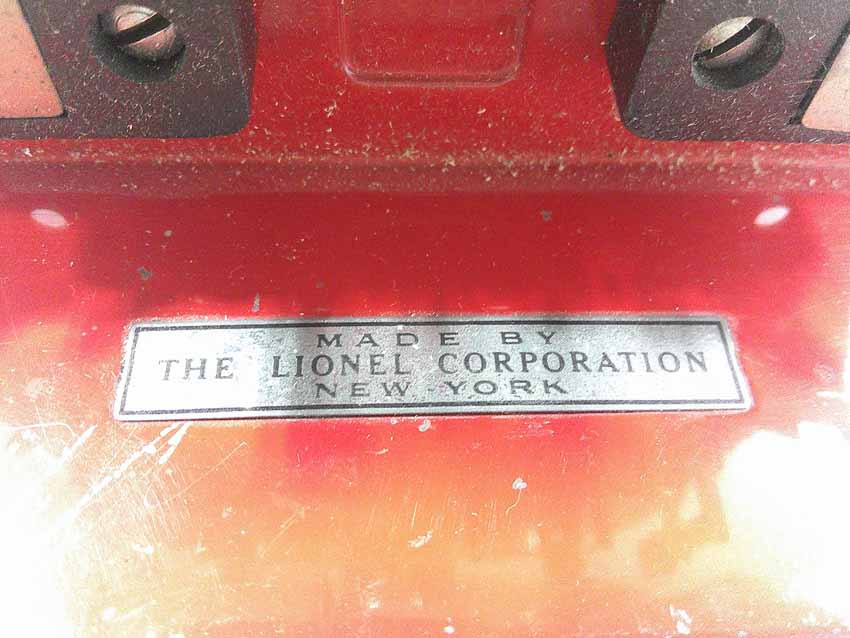 MADE BY
THE LIONEL CORPORATION
NEW YORK